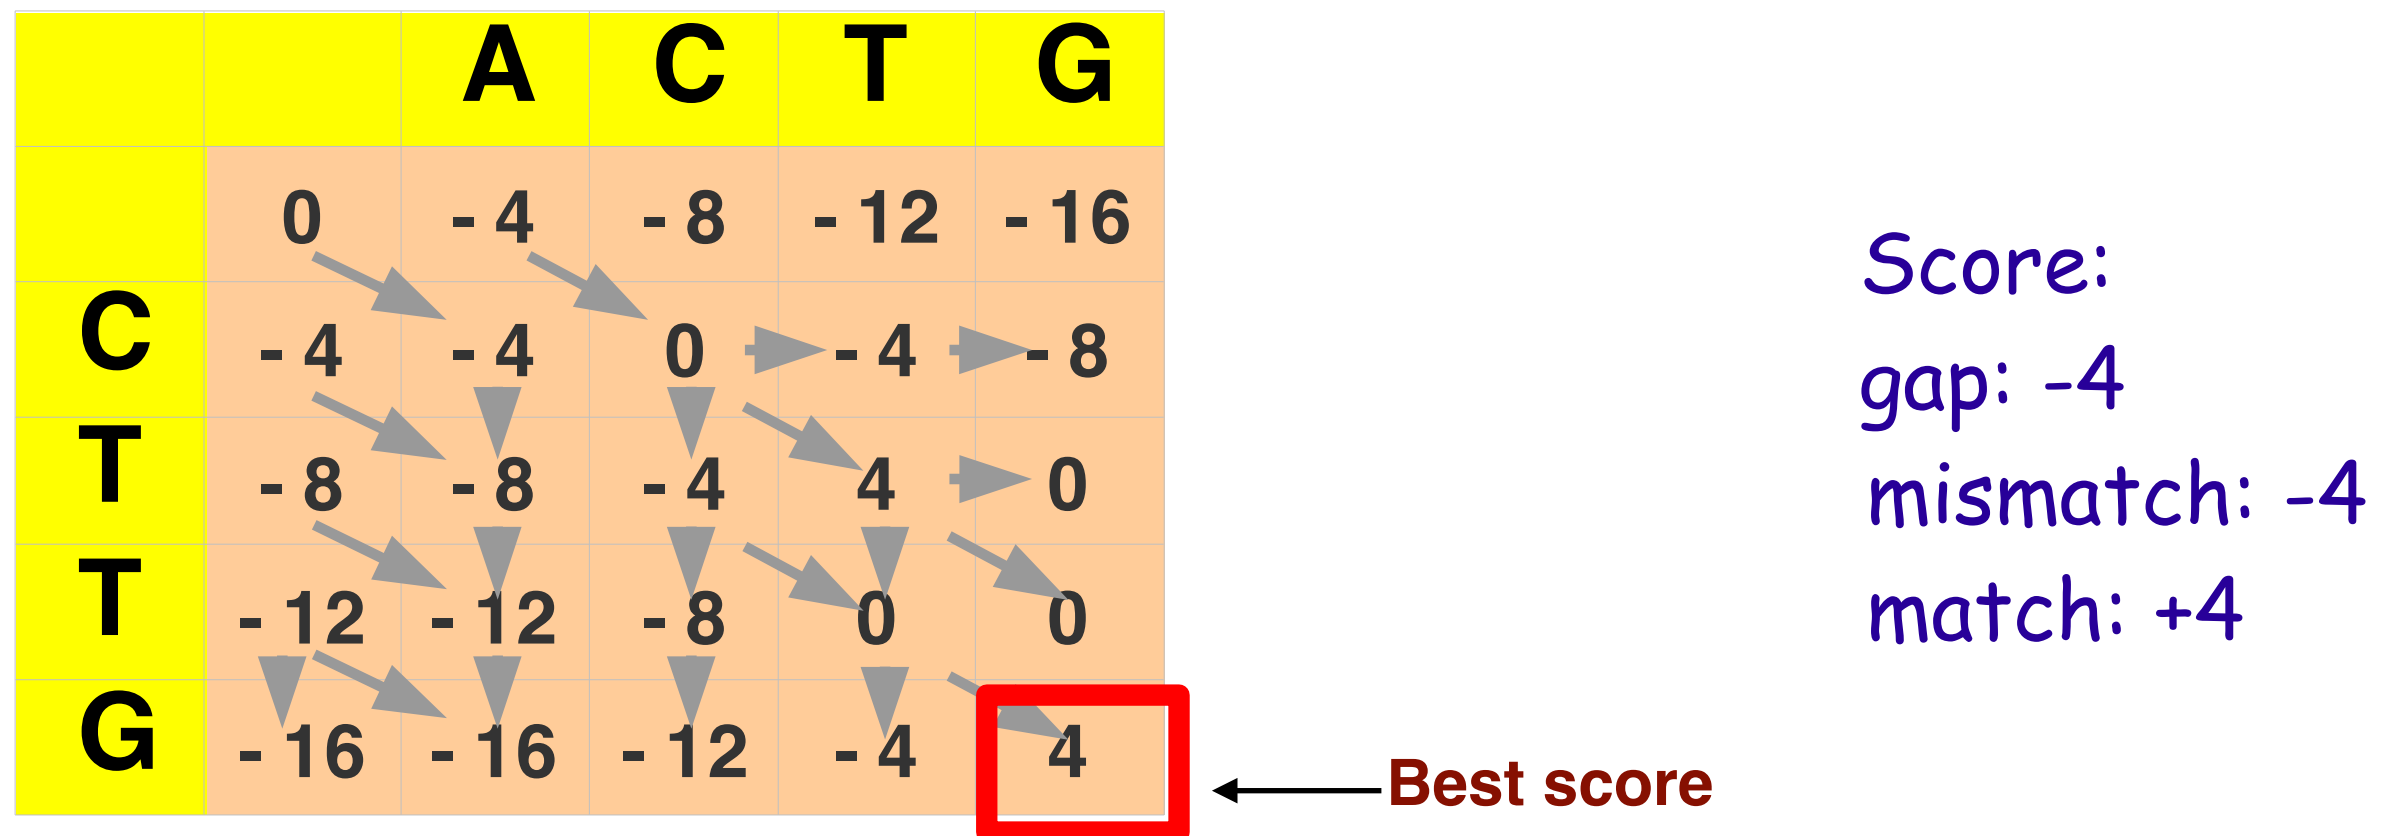 A C T G
0 - 4 - 8 - 12 - 16
C - 4 - 4 0 - 4 - 8
T - 8 - 8 - 4 4 0
T - 12 - 12 - 8 0 0
G - 16 - 16 - 12 - 4 4
Best score
Score:
gap: -4
mismatch: -4
match: +4